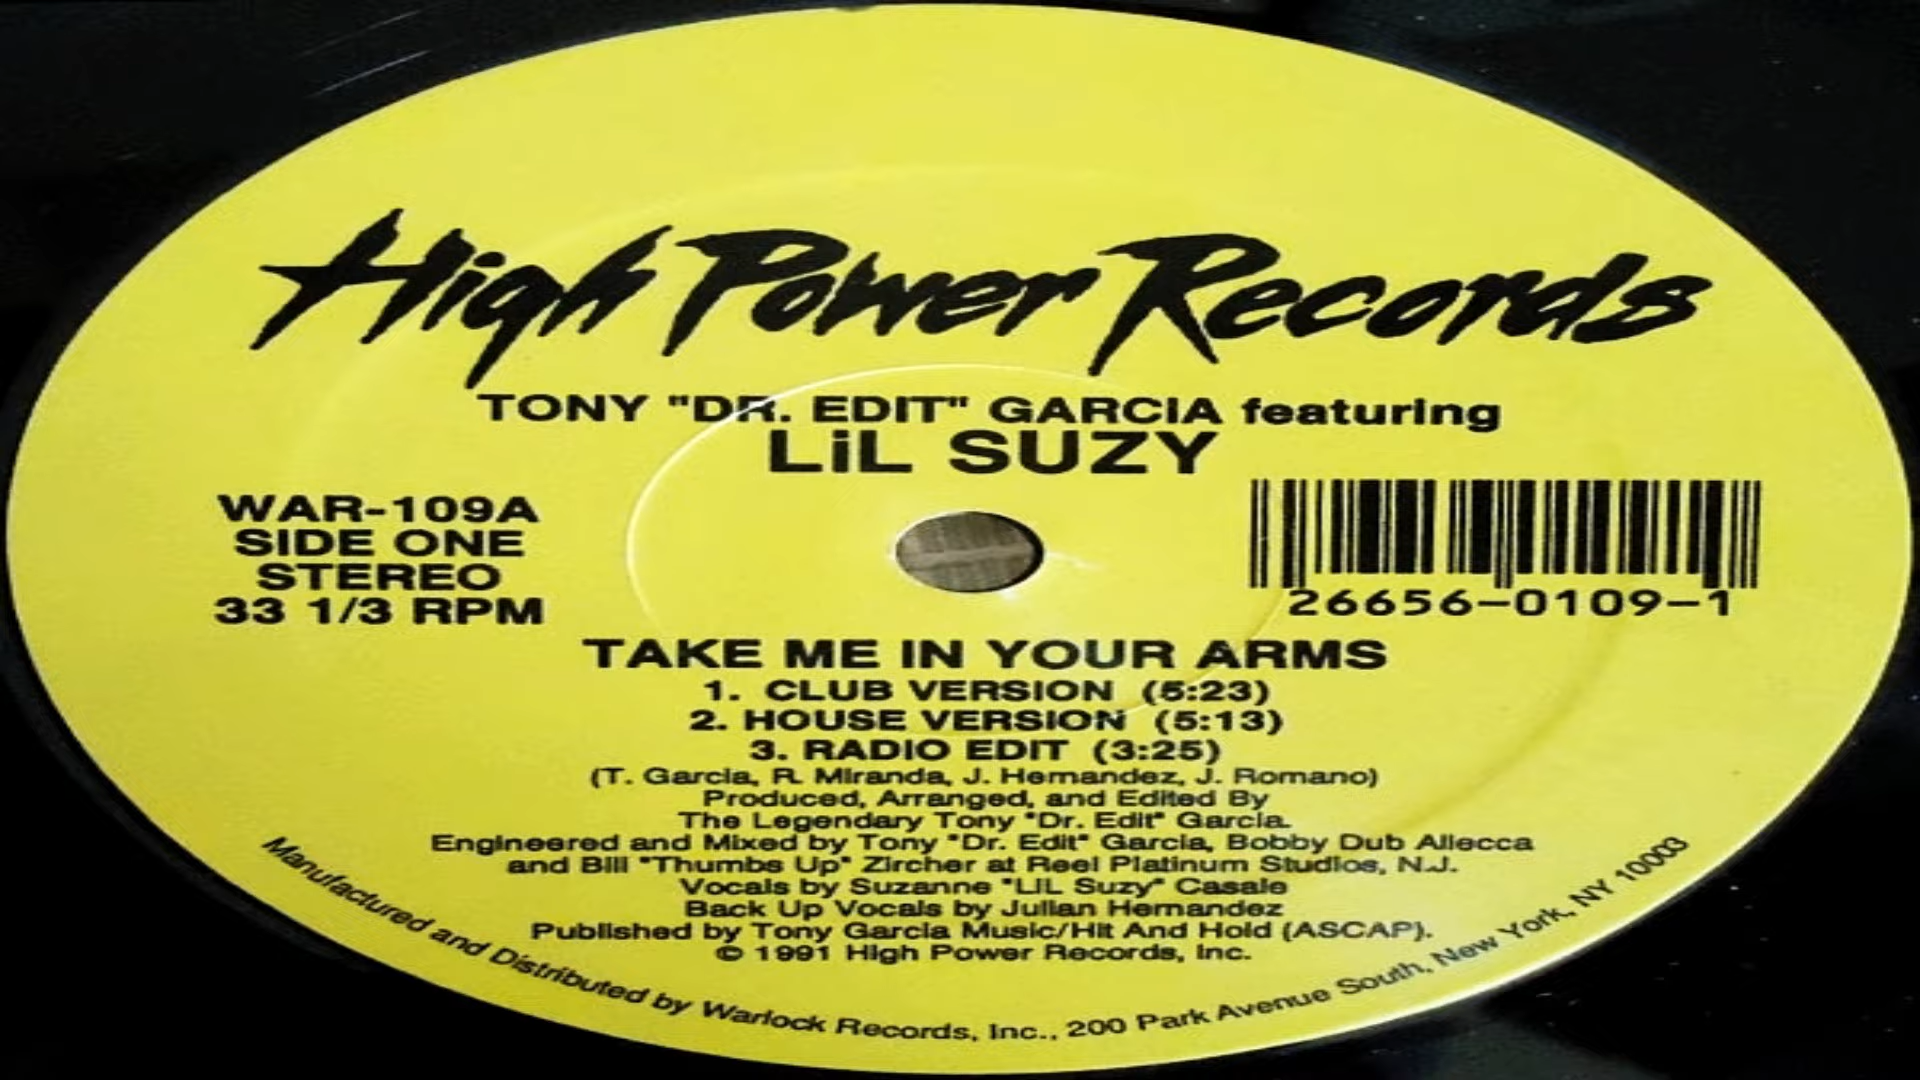 High Power Records
TONY "DR. EDIT" GARCIA featuring
LiL SUZY
WAR-109A
SIDE ONE
STEREO
33 1/3 RPM
26656-0109-1
TAKE ME IN YOUR ARMS
1. CLUB VERSION (5:23)
2. HOUSE VERSION (5:13)
3. RADIO EDIT (3:25)
(T. Garcia, R. Miranda, J. Hernandez, J. Romano)
Produced, Arranged, and Edited By
The Legendary Tony "Dr. Edit" Garcia.
Engineered and Mixed by Tony "Dr. Edit" Garcia, Bobby Dub Allecca
and Bill "Thumbs Up" Zircher at Reel Platinum Studios, N.J.
Vocals by Suzanne "LiL Suzy" Casale
Back Up Vocals by Julian Hernandez
Published by Tony Garcia Music/Hit And Hold (ASCAP).
© 1991 High Power Records, Inc.
Manufactured and Distributed by Warlock Records, Inc., 200 Park Avenue South, New York, NY 10003